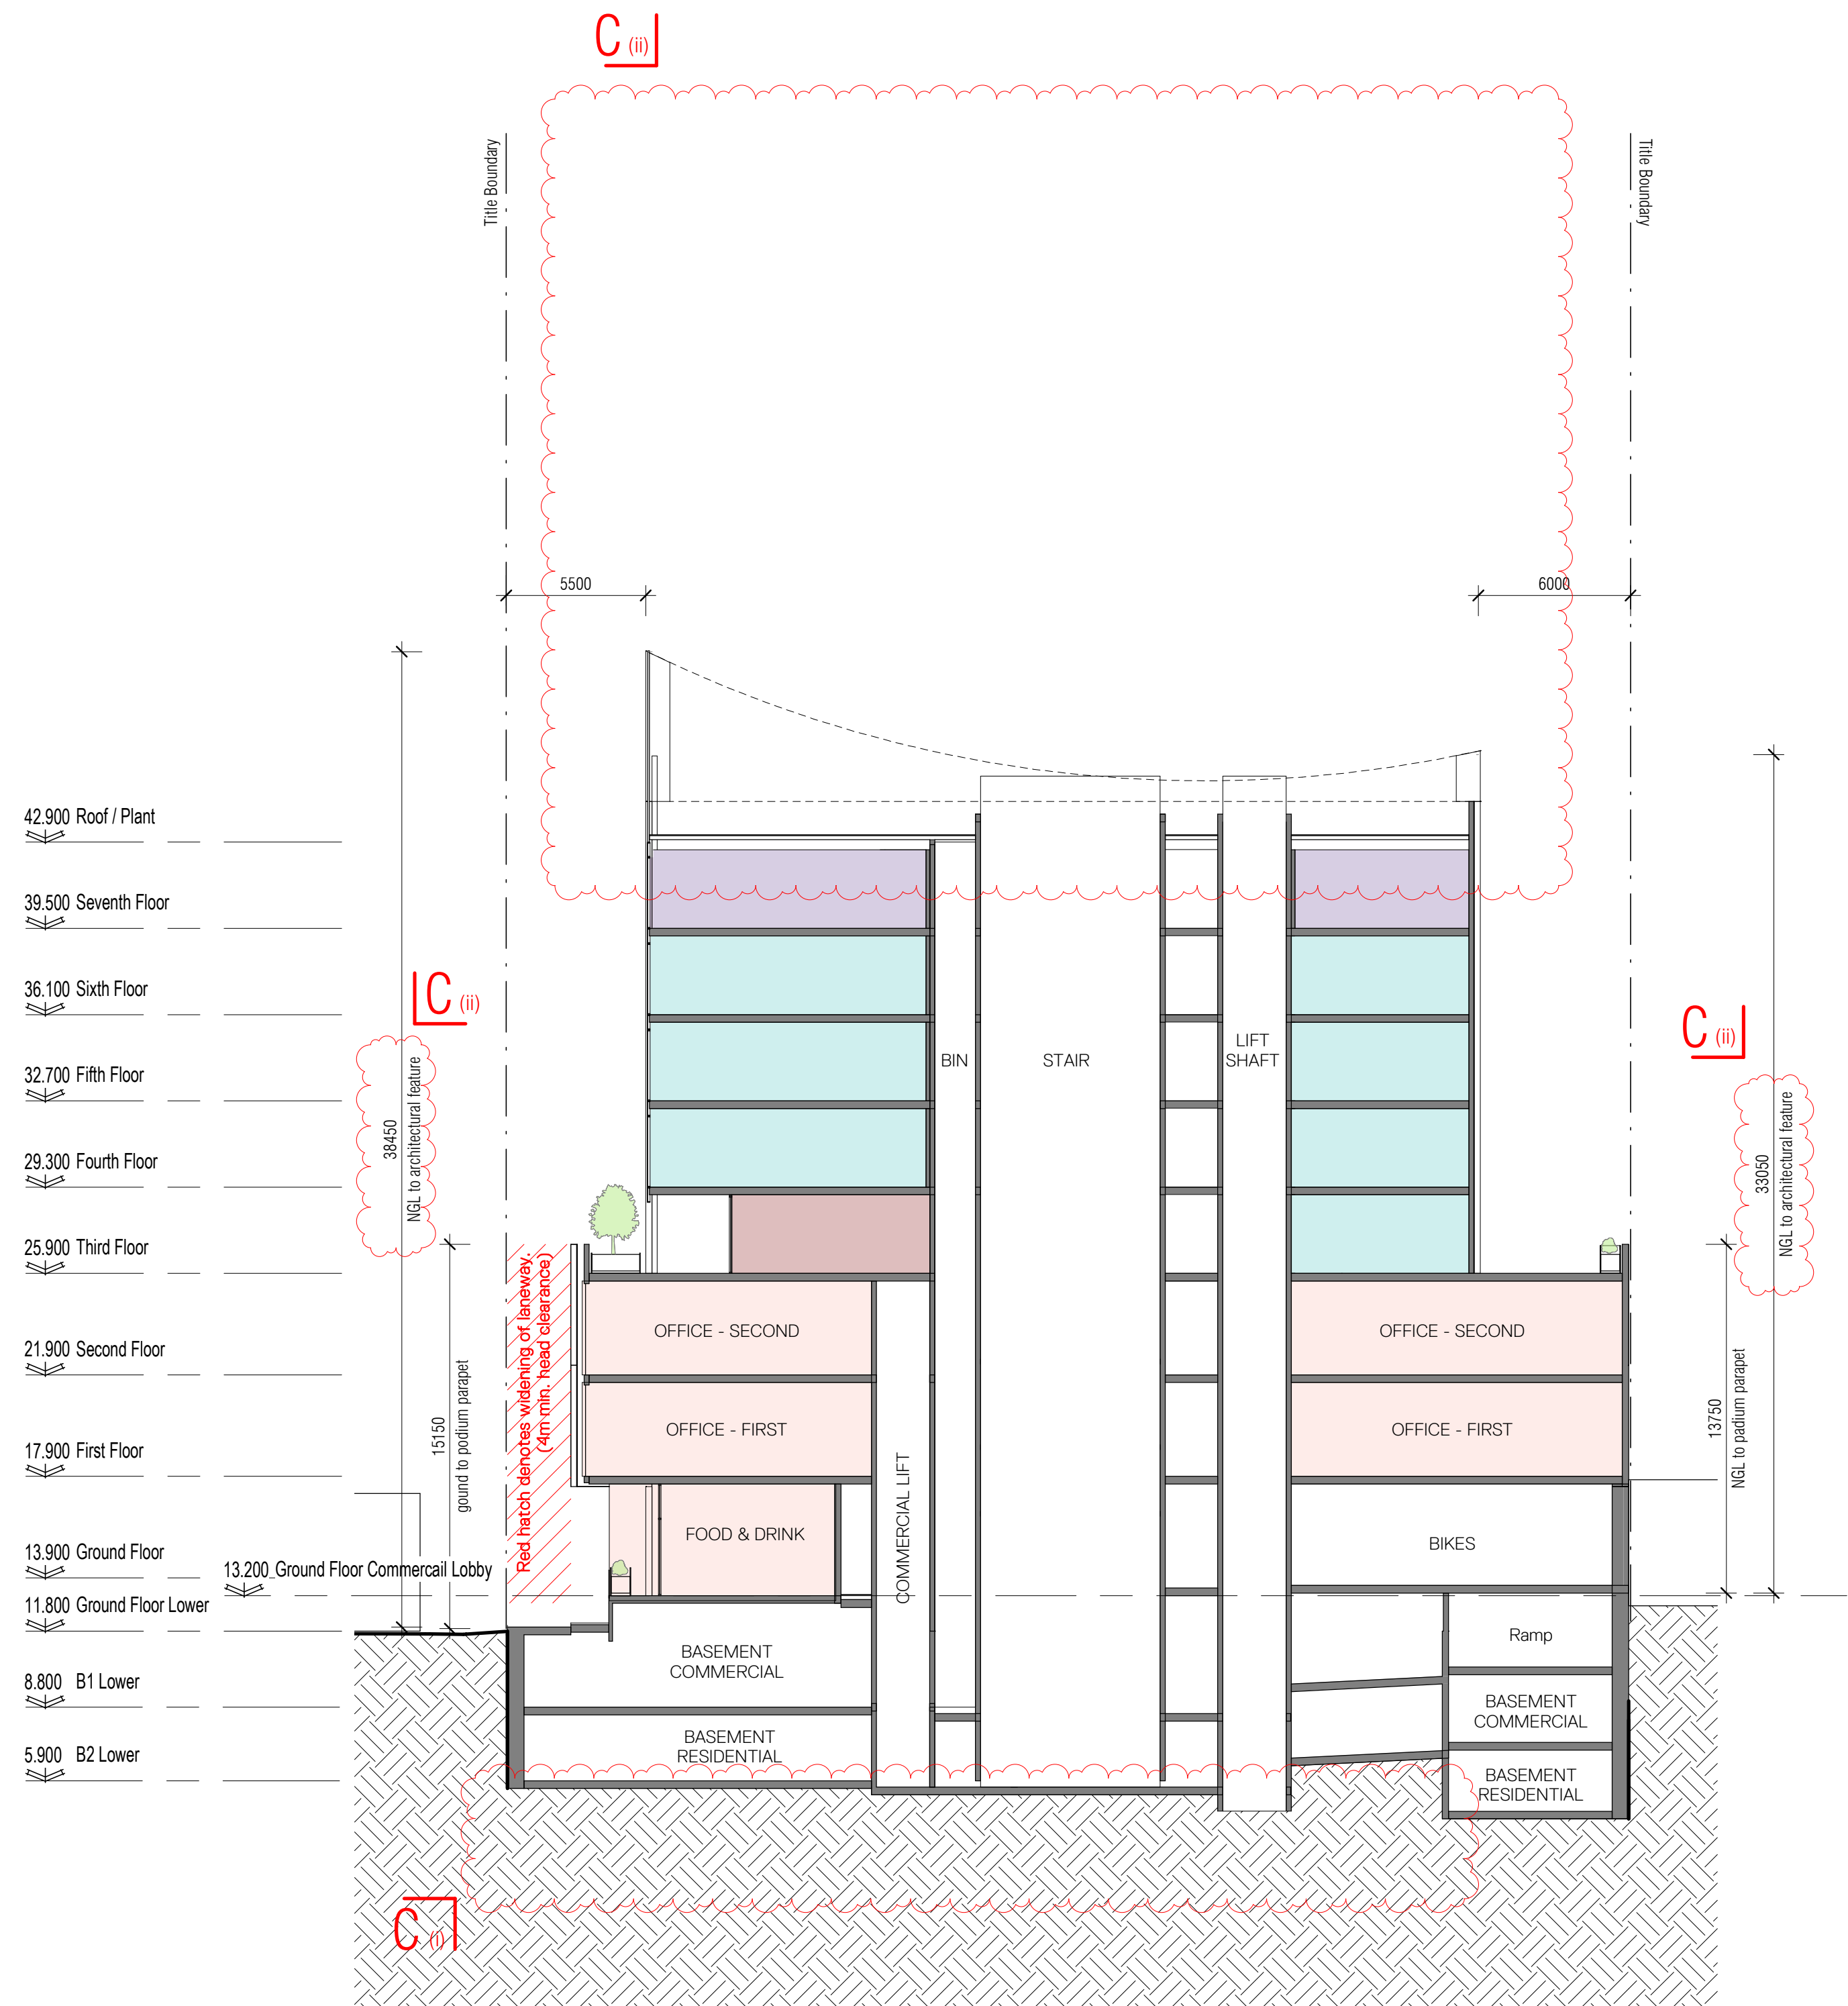 C (ii)
Title Boundary
Title Boundary
5500
6000
42.900 Roof / Plant
39.500 Seventh Floor
36.100 Sixth Floor
C (ii)
C (ii)
32.700 Fifth Floor
BIN
STAIR
LIFT
SHAFT
38450
NGL to architectural feature
33050
NGL to architectural feature
29.300 Fourth Floor
25.900 Third Floor
Red hatch denotes widening of laneway.
(4m min. head clearance)
OFFICE - SECOND
OFFICE - SECOND
21.900 Second Floor
15150
gound to podium parapet
13750
NGL to padium parapet
OFFICE - FIRST
OFFICE - FIRST
17.900 First Floor
COMMERCIAL LIFT
FOOD & DRINK
BIKES
13.900 Ground Floor
13.200 Ground Floor Commercail Lobby
11.800 Ground Floor Lower
Ramp
BASEMENT
COMMERCIAL
8.800 B1 Lower
BASEMENT
COMMERCIAL
BASEMENT
RESIDENTIAL
5.900 B2 Lower
BASEMENT
RESIDENTIAL
C (i)